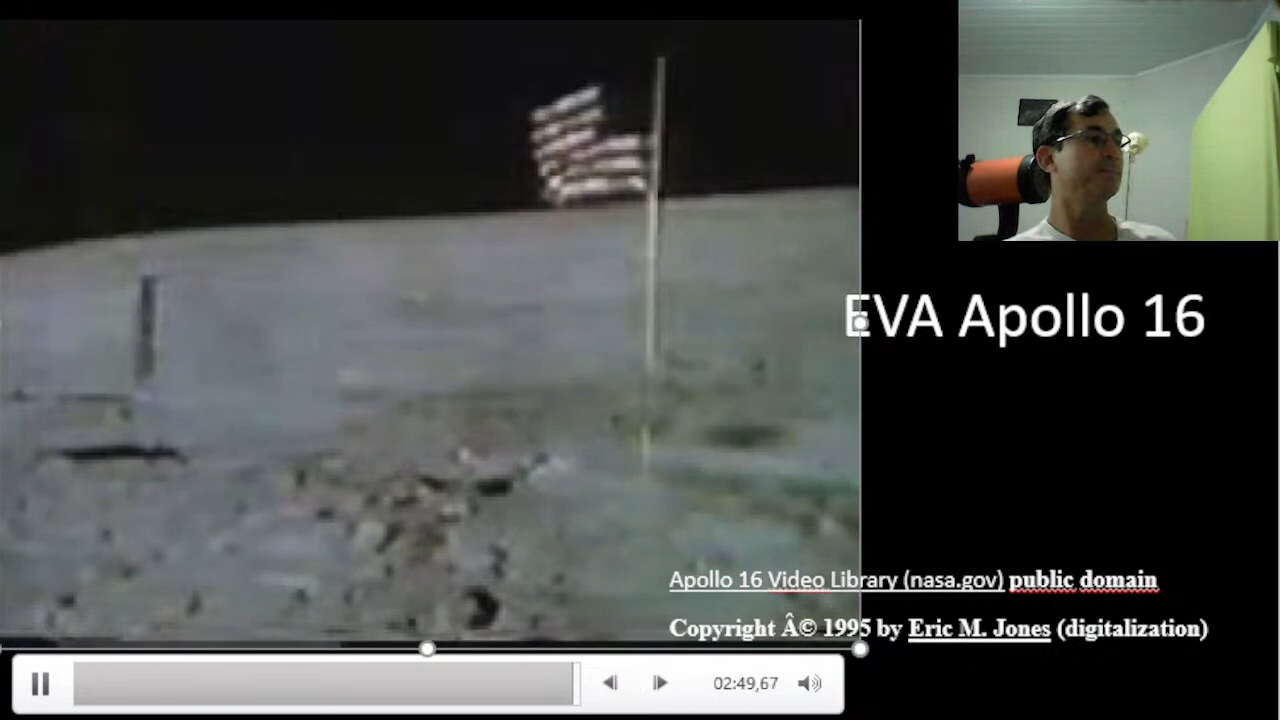 EVA Apollo 16
Apollo 16 Video Library (nasa.gov) public domain
Copyright Â© 1995 by Eric M. Jones (digitalization)
02:49,67